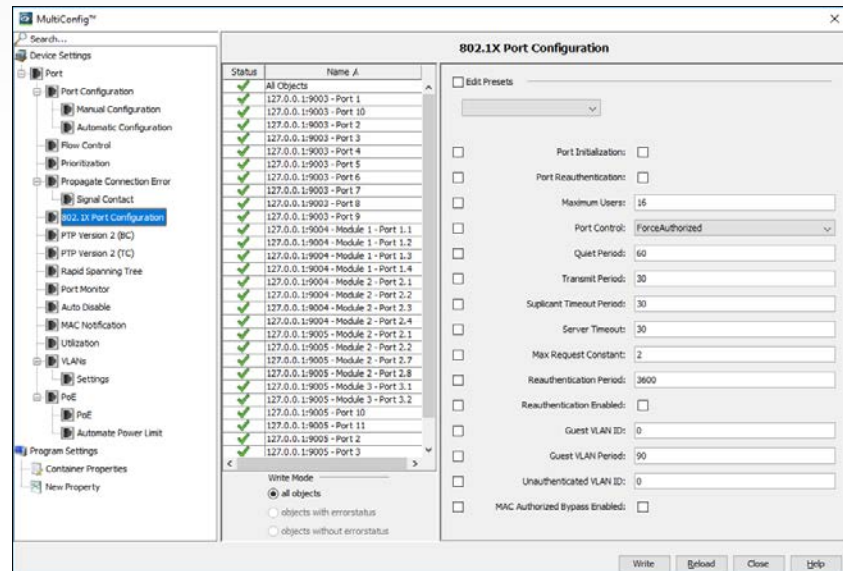 MultiConfig™
Search...
Device Settings
Port
Port Configuration
Manual Configuration
Automatic Configuration
Flow Control
Prioritization
Propagate Connection Error
Signal Contact
802.1X Port Configuration
PTP Version 2 (BC)
PTP Version 2 (TC)
Rapid Spanning Tree
Port Monitor
Auto Disable
MAC Notification
Utilization
VLANs
Settings
PoE
PoE
Automate Power Limit
Program Settings
Container Properties
New Property
802.1X Port Configuration
Status Name
All Objects
127.0.0.1:9003 - Port 1
127.0.0.1:9003 - Port 10
127.0.0.1:9003 - Port 2
127.0.0.1:9003 - Port 3
127.0.0.1:9003 - Port 4
127.0.0.1:9003 - Port 5
127.0.0.1:9003 - Port 6
127.0.0.1:9003 - Port 7
127.0.0.1:9003 - Port 8
127.0.0.1:9003 - Port 9
127.0.0.1:9004 - Module 1 - Port 1.1
127.0.0.1:9004 - Module 1 - Port 1.2
127.0.0.1:9004 - Module 1 - Port 1.3
127.0.0.1:9004 - Module 1 - Port 1.4
127.0.0.1:9004 - Module 2 - Port 2.1
127.0.0.1:9004 - Module 2 - Port 2.2
127.0.0.1:9004 - Module 2 - Port 2.3
127.0.0.1:9004 - Module 2 - Port 2.4
127.0.0.1:9005 - Module 2 - Port 2.1
127.0.0.1:9005 - Module 2 - Port 2.2
127.0.0.1:9005 - Module 2 - Port 2.7
127.0.0.1:9005 - Module 2 - Port 2.8
127.0.0.1:9005 - Module 3 - Port 3.1
127.0.0.1:9005 - Module 3 - Port 3.2
127.0.0.1:9005 - Port 10
127.0.0.1:9005 - Port 11
127.0.0.1:9005 - Port 2
127.0.0.1:9005 - Port 3
Write Mode
all objects
objects with errorstatus
objects without errorstatus
Edit Presets
Port Initialization:
Port Reauthentication:
Maximum Users: 16
Port Control: ForceAuthorized
Quiet Period: 60
Transmit Period: 30
Suplicant Timeout Period: 30
Server Timeout: 30
Max Request Constant: 2
Reauthentication Period: 3600
Reauthentication Enabled:
Guest VLAN ID: 0
Guest VLAN Period: 90
Unauthenticated VLAN ID: 0
MAC Authorized Bypass Enabled:
Write Reload Close Help